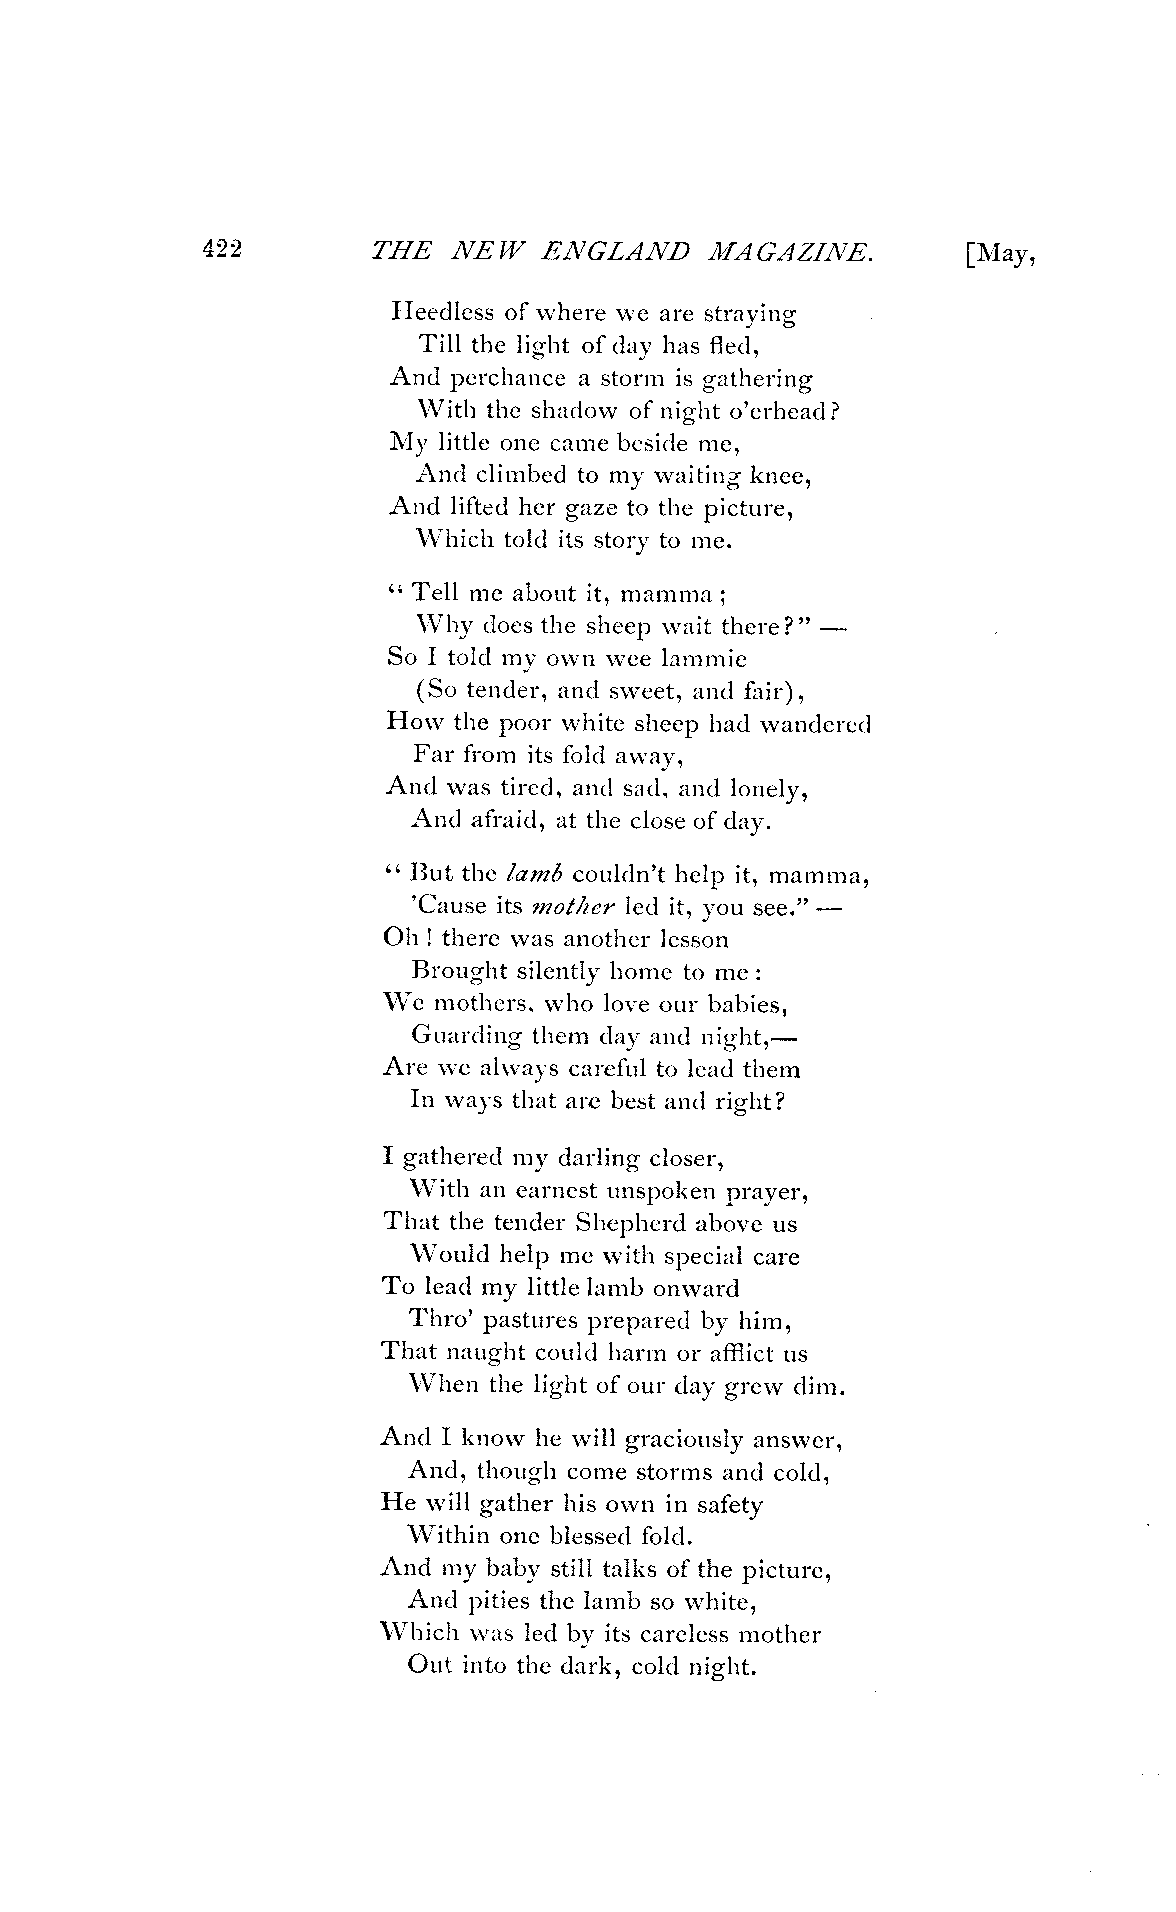 422 THE NEW ENGLAND MAGAZINE. [May,
Heedless of where we are straying
Till the light of day has fled,
And perchance a storm is gathering
With the shadow of night o'erhead?
My little one came beside me,
And climbed to my waiting knee,
And lifted her gaze to the picture,
Which told its story to me.
“Tell me about it, mamma;
Why does the sheep wait there?” —
So I told my own wee lammie
(So tender, and sweet, and fair),
How the poor white sheep had wandered
Far from its fold away,
And was tired, and sad, and lonely,
And afraid, at the close of day.
“But the lamb couldn't help it, mamma,
'Cause its mother led it, you see.” —
Oh! there was another lesson
Brought silently home to me:
We mothers, who love our babies,
Guarding them day and night,—
Are we always careful to lead them
In ways that are best and right?
I gathered my darling closer,
With an earnest unspoken prayer,
That the tender Shepherd above us
Would help me with special care
To lead my little lamb onward
Thro' pastures prepared by him,
That naught could harm or afflict us
When the light of our day grew dim.
And I know he will graciously answer,
And, though come storms and cold,
He will gather his own in safety
Within one blessed fold.
And my baby still talks of the picture,
And pities the lamb so white,
Which was led by its careless mother
Out into the dark, cold night.